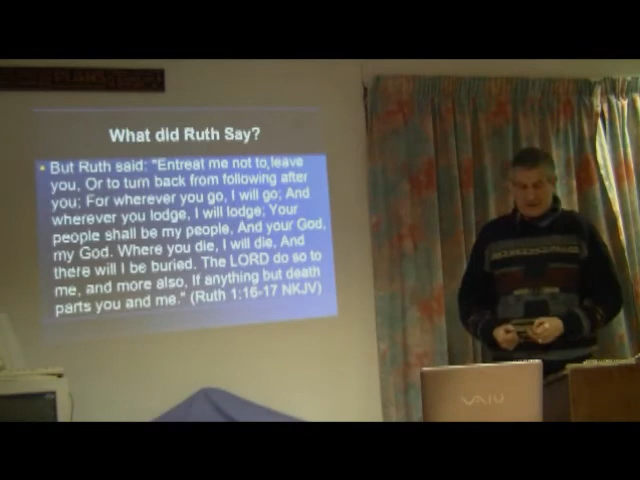 PLANS
What did Ruth Say?
• But Ruth said: "Entreat me not to leave
you, Or to turn back from following after
you; For wherever you go, I will go; And
wherever you lodge, I will lodge; Your
people shall be my people, And your God,
my God. Where you die, I will die, And
there will I be buried. The LORD do so to
me, and more also, If anything but death
parts you and me." (Ruth 1:16-17 NKJV)
VAIO